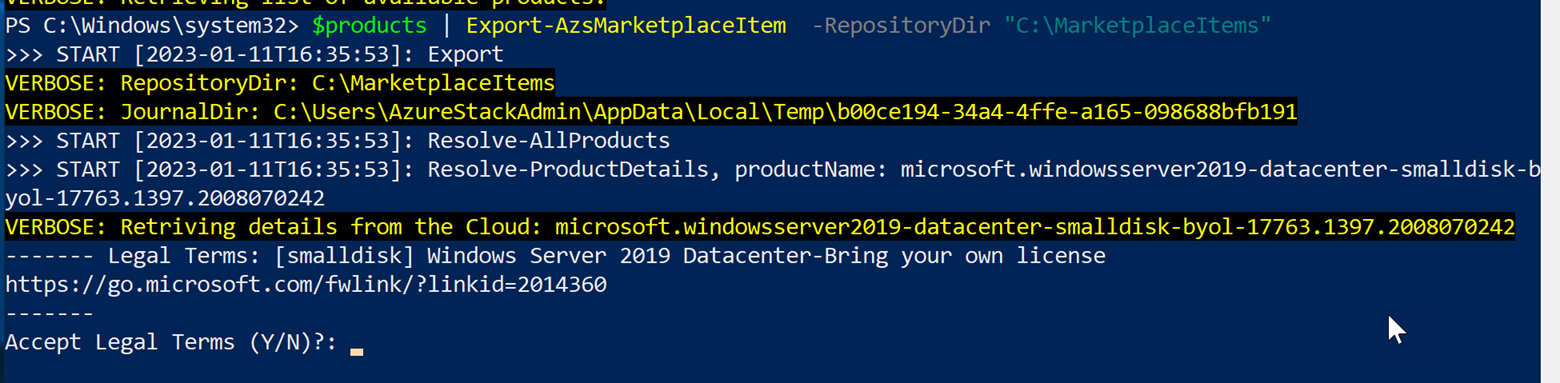 VERBOSE: Retrieving list of available products.
PS C:\Windows\system32> $products | Export-AzsMarketplaceItem  -RepositoryDir "C:\MarketplaceItems"
>>> START [2023-01-11T16:35:53]: Export
VERBOSE: RepositoryDir: C:\MarketplaceItems
VERBOSE: JournalDir: C:\Users\AzureStackAdmin\AppData\Local\Temp\b00ce194-34a4-4ffe-a165-098688bfb191
>>> START [2023-01-11T16:35:53]: Resolve-AllProducts
>>> START [2023-01-11T16:35:53]: Resolve-ProductDetails, productName: microsoft.windowsserver2019-datacenter-smalldisk-b
yol-17763.1397.2008070242
VERBOSE: Retriving details from the Cloud: microsoft.windowsserver2019-datacenter-smalldisk-byol-17763.1397.2008070242
------- Legal Terms: [smalldisk] Windows Server 2019 Datacenter-Bring your own license
https://go.microsoft.com/fwlink/?linkid=2014360
-------
Accept Legal Terms (Y/N)?: